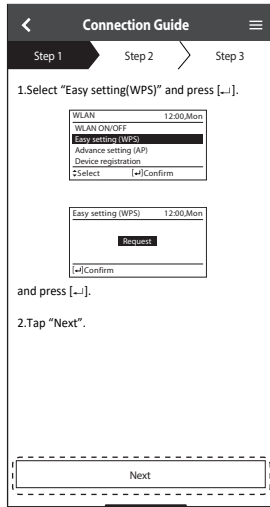 Connection Guide
Step 1 Step 2 Step 3
1.Select “Easy setting(WPS)” and press [↵].
WLAN 12:00,Mon
WLAN ON/OFF
Easy setting (WPS)
Advance setting (AP)
Device registration
Select [↵]Confirm
Easy setting (WPS) 12:00,Mon
Request
[↵]Confirm
and press [↵].
2.Tap “Next”.
Next